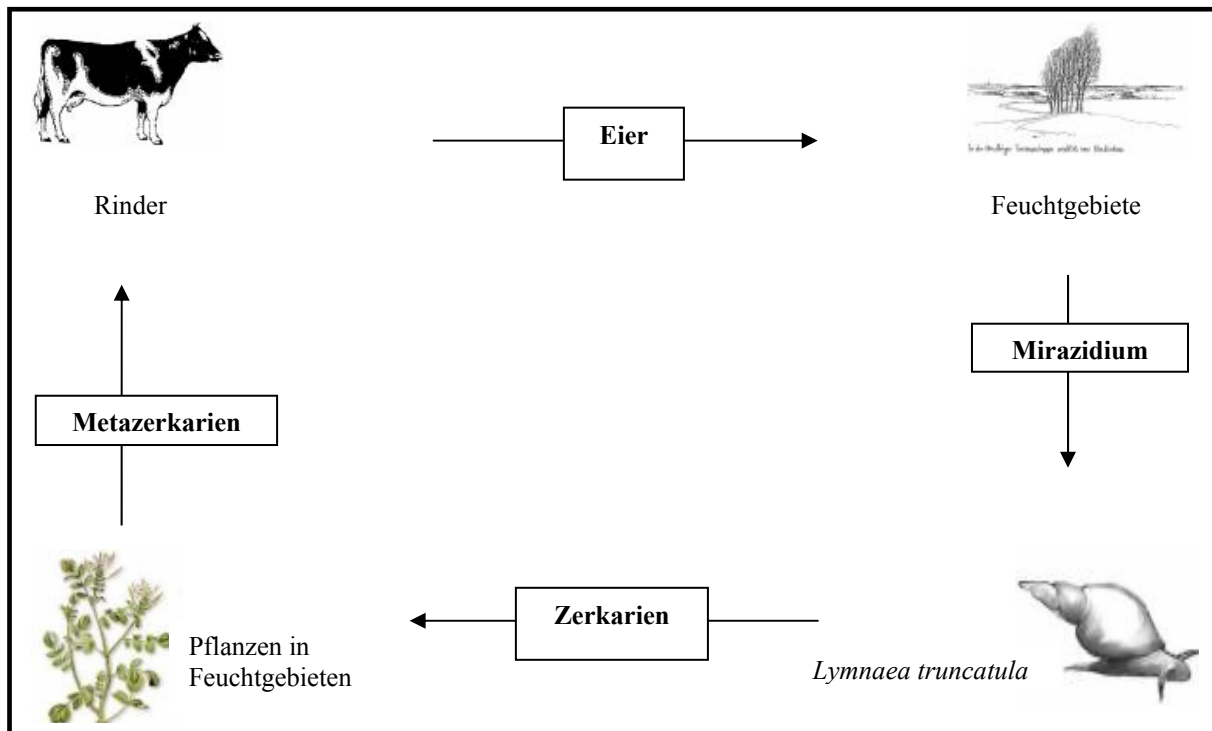 Eier
Rinder
Feuchtgebiete
Mirazidium
Metazerkarien
Zerkarien
Pflanzen in
Feuchtgebieten
Lymnaea truncatula